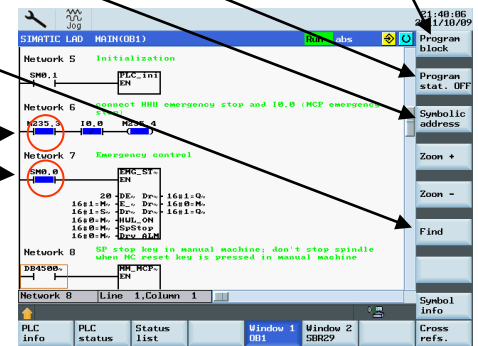 Jog
21:40:06
2011/10/09
SIMATIC LAD MAIN(OB1)
Run abs
Program
block
Network 5 Initialization
SM0.1
PLC_ini
EN
Program
stat. OFF
Network 6 connect HHU emergency stop and I0.0 (MCP emergency
stop)
M235.3 I0.0 M235.4
Symbolic
address
Network 7 Emergency control
SM0.0
EMG_ST~
EN
Zoom +
20 - DE~ Dr~ - 16#1=Q~
16#1=M~ - E_~ Dr~ - 16#0=M~
16#1=S~ - Dr~ Dr~ - 16#1=Q~
16#0=M~ - HWL_ON
16#0=M~ - SpStop
16#0=M~ - Drv_ALM
Zoom -
Find
Network 8 SP stop key in manual machine; don't stop spindle
when NC reset key is pressed in manual machine
DB4500~
MM_MCP~
EN
Network 8 Line 1,Column 1
Symbol
info
PLC
info
PLC
status
Status
list
Window 1
OB1
Window 2
SBR29
Cross
refs.